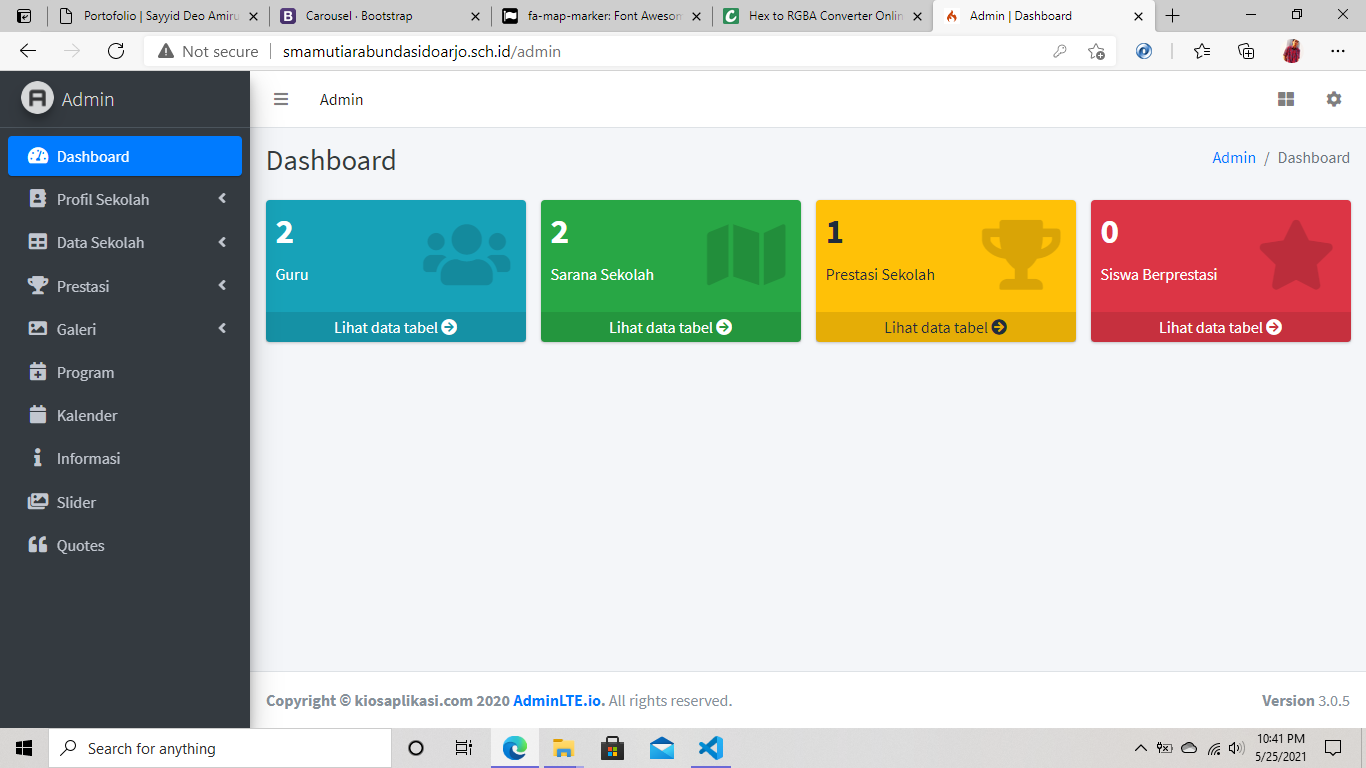 Portofolio | Sayyid Deo Amiru
Carousel · Bootstrap
fa-map-marker: Font Awesom
Hex to RGBA Converter Onlin
Admin | Dashboard
Not secure
smamutiarabundasidoarjo.sch.id/admin
Admin
Admin
Dashboard
Profil Sekolah
Data Sekolah
Prestasi
Galeri
Program
Kalender
Informasi
Slider
Quotes
Dashboard
Admin / Dashboard
2
Guru
Lihat data tabel
2
Sarana Sekolah
Lihat data tabel
1
Prestasi Sekolah
Lihat data tabel
0
Siswa Berprestasi
Lihat data tabel
Copyright © kiosaplikasi.com 2020 AdminLTE.io. All rights reserved.
Version 3.0.5
Search for anything
10:41 PM
5/25/2021